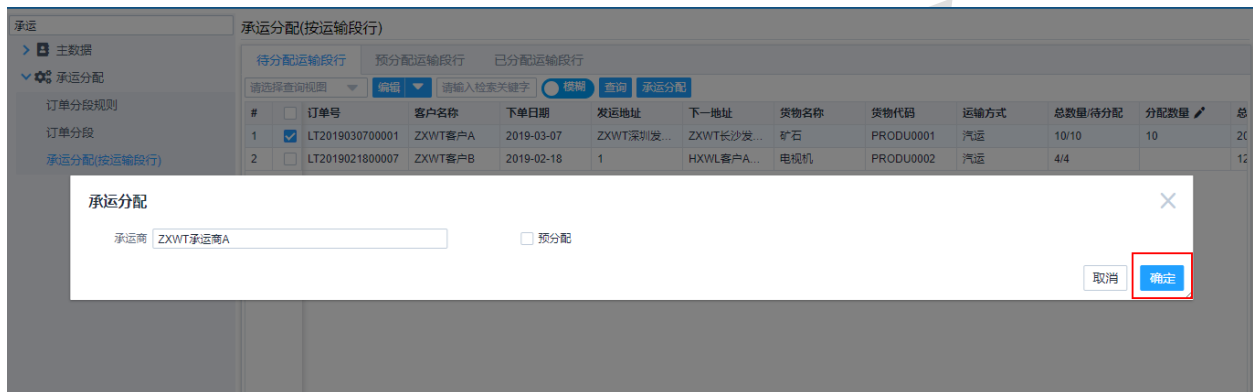 承运
承运分配(按运输段行)
主数据
承运分配
订单分段规则
订单分段
承运分配(按运输段行)
待分配运输段行 预分配运输段行 已分配运输段行
请选择查询视图 编辑 请输入检索关键字 模糊 查询 承运分配
# 订单号 客户名称 下单日期 发运地址 下一地址 货物名称 货物代码 运输方式 总数量/待分配 分配数量 总
1 LT2019030700001 ZXWT客户A 2019-03-07 ZXWT深圳发... ZXWT长沙发... 矿石 PRODU0001 汽运 10/10 10 20
2 LT2019021800007 ZXWT客户B 2019-02-18 1 HXWL客户A... 电视机 PRODU0002 汽运 4/4 12
承运分配
承运商 ZXWT承运商A 预分配
取消 确定